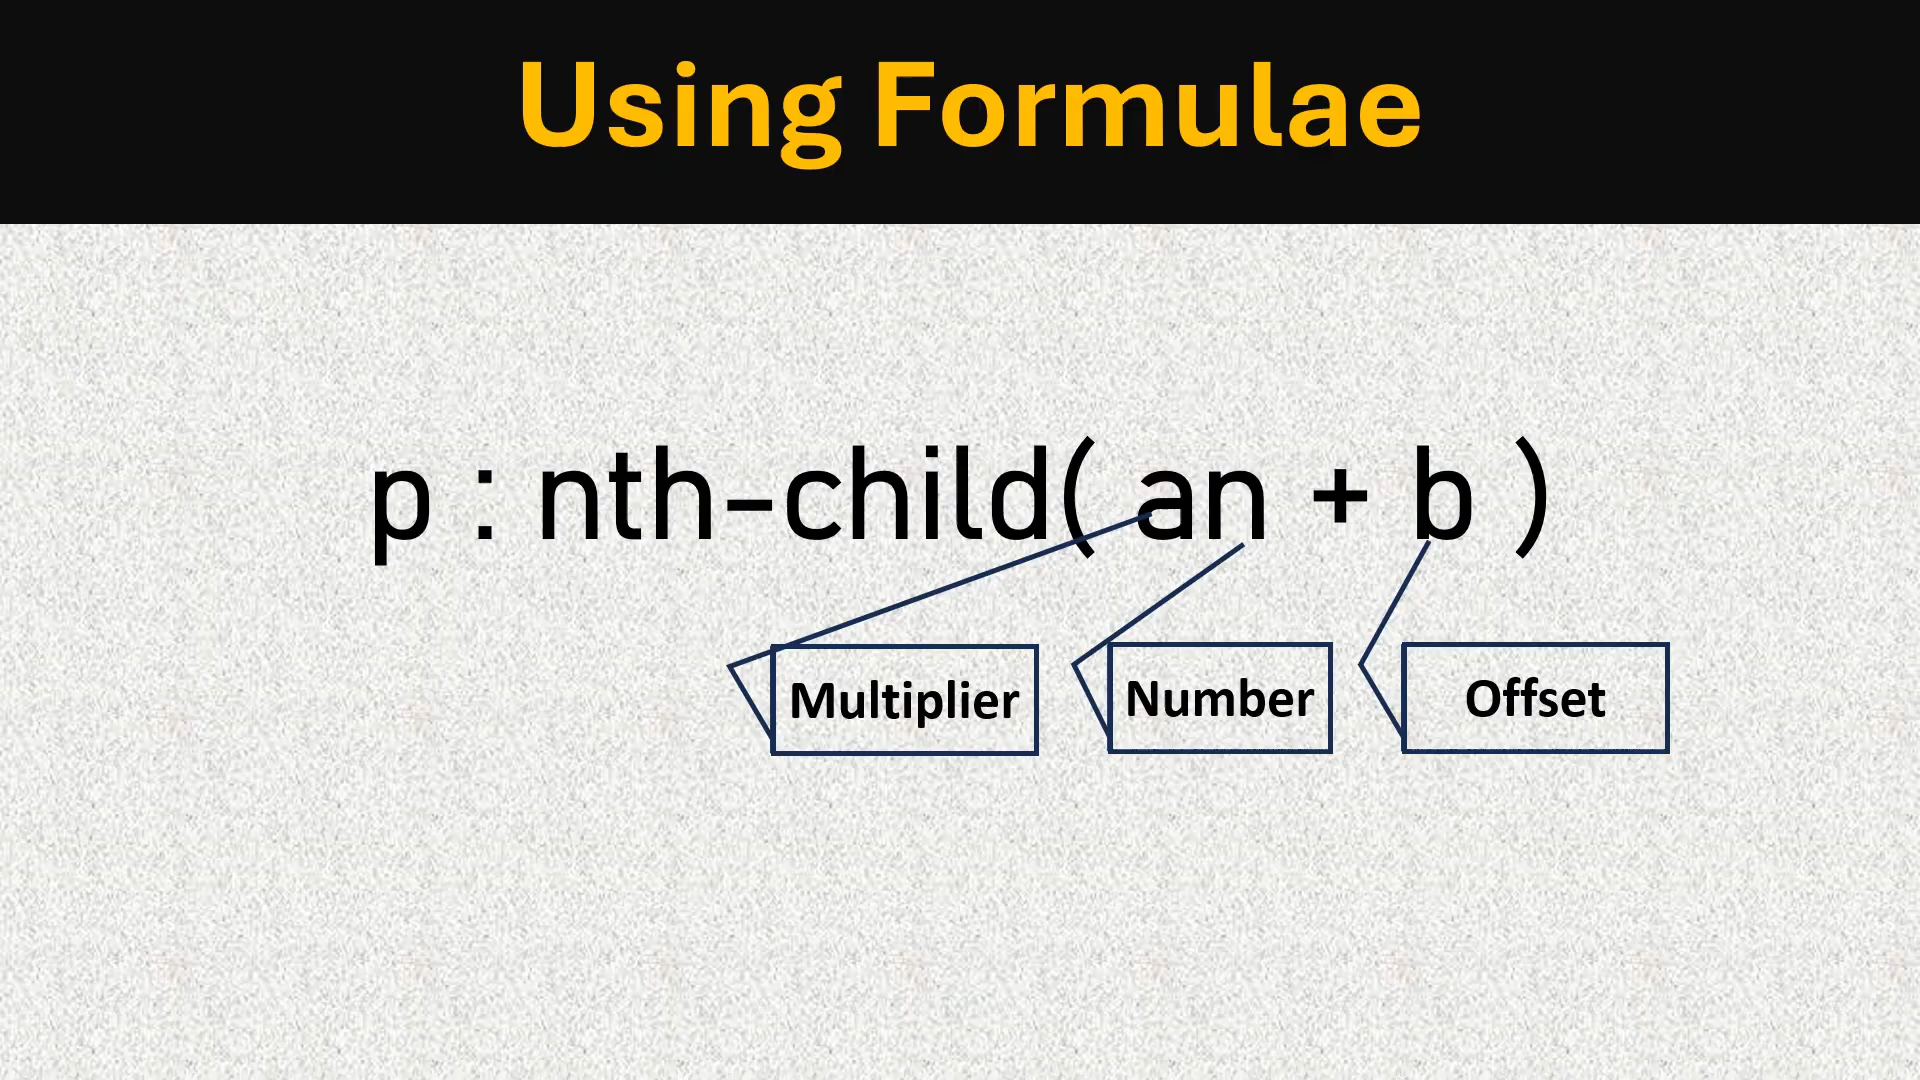 Using Formulae
p : nth-child( an + b )
Multiplier
Number
Offset